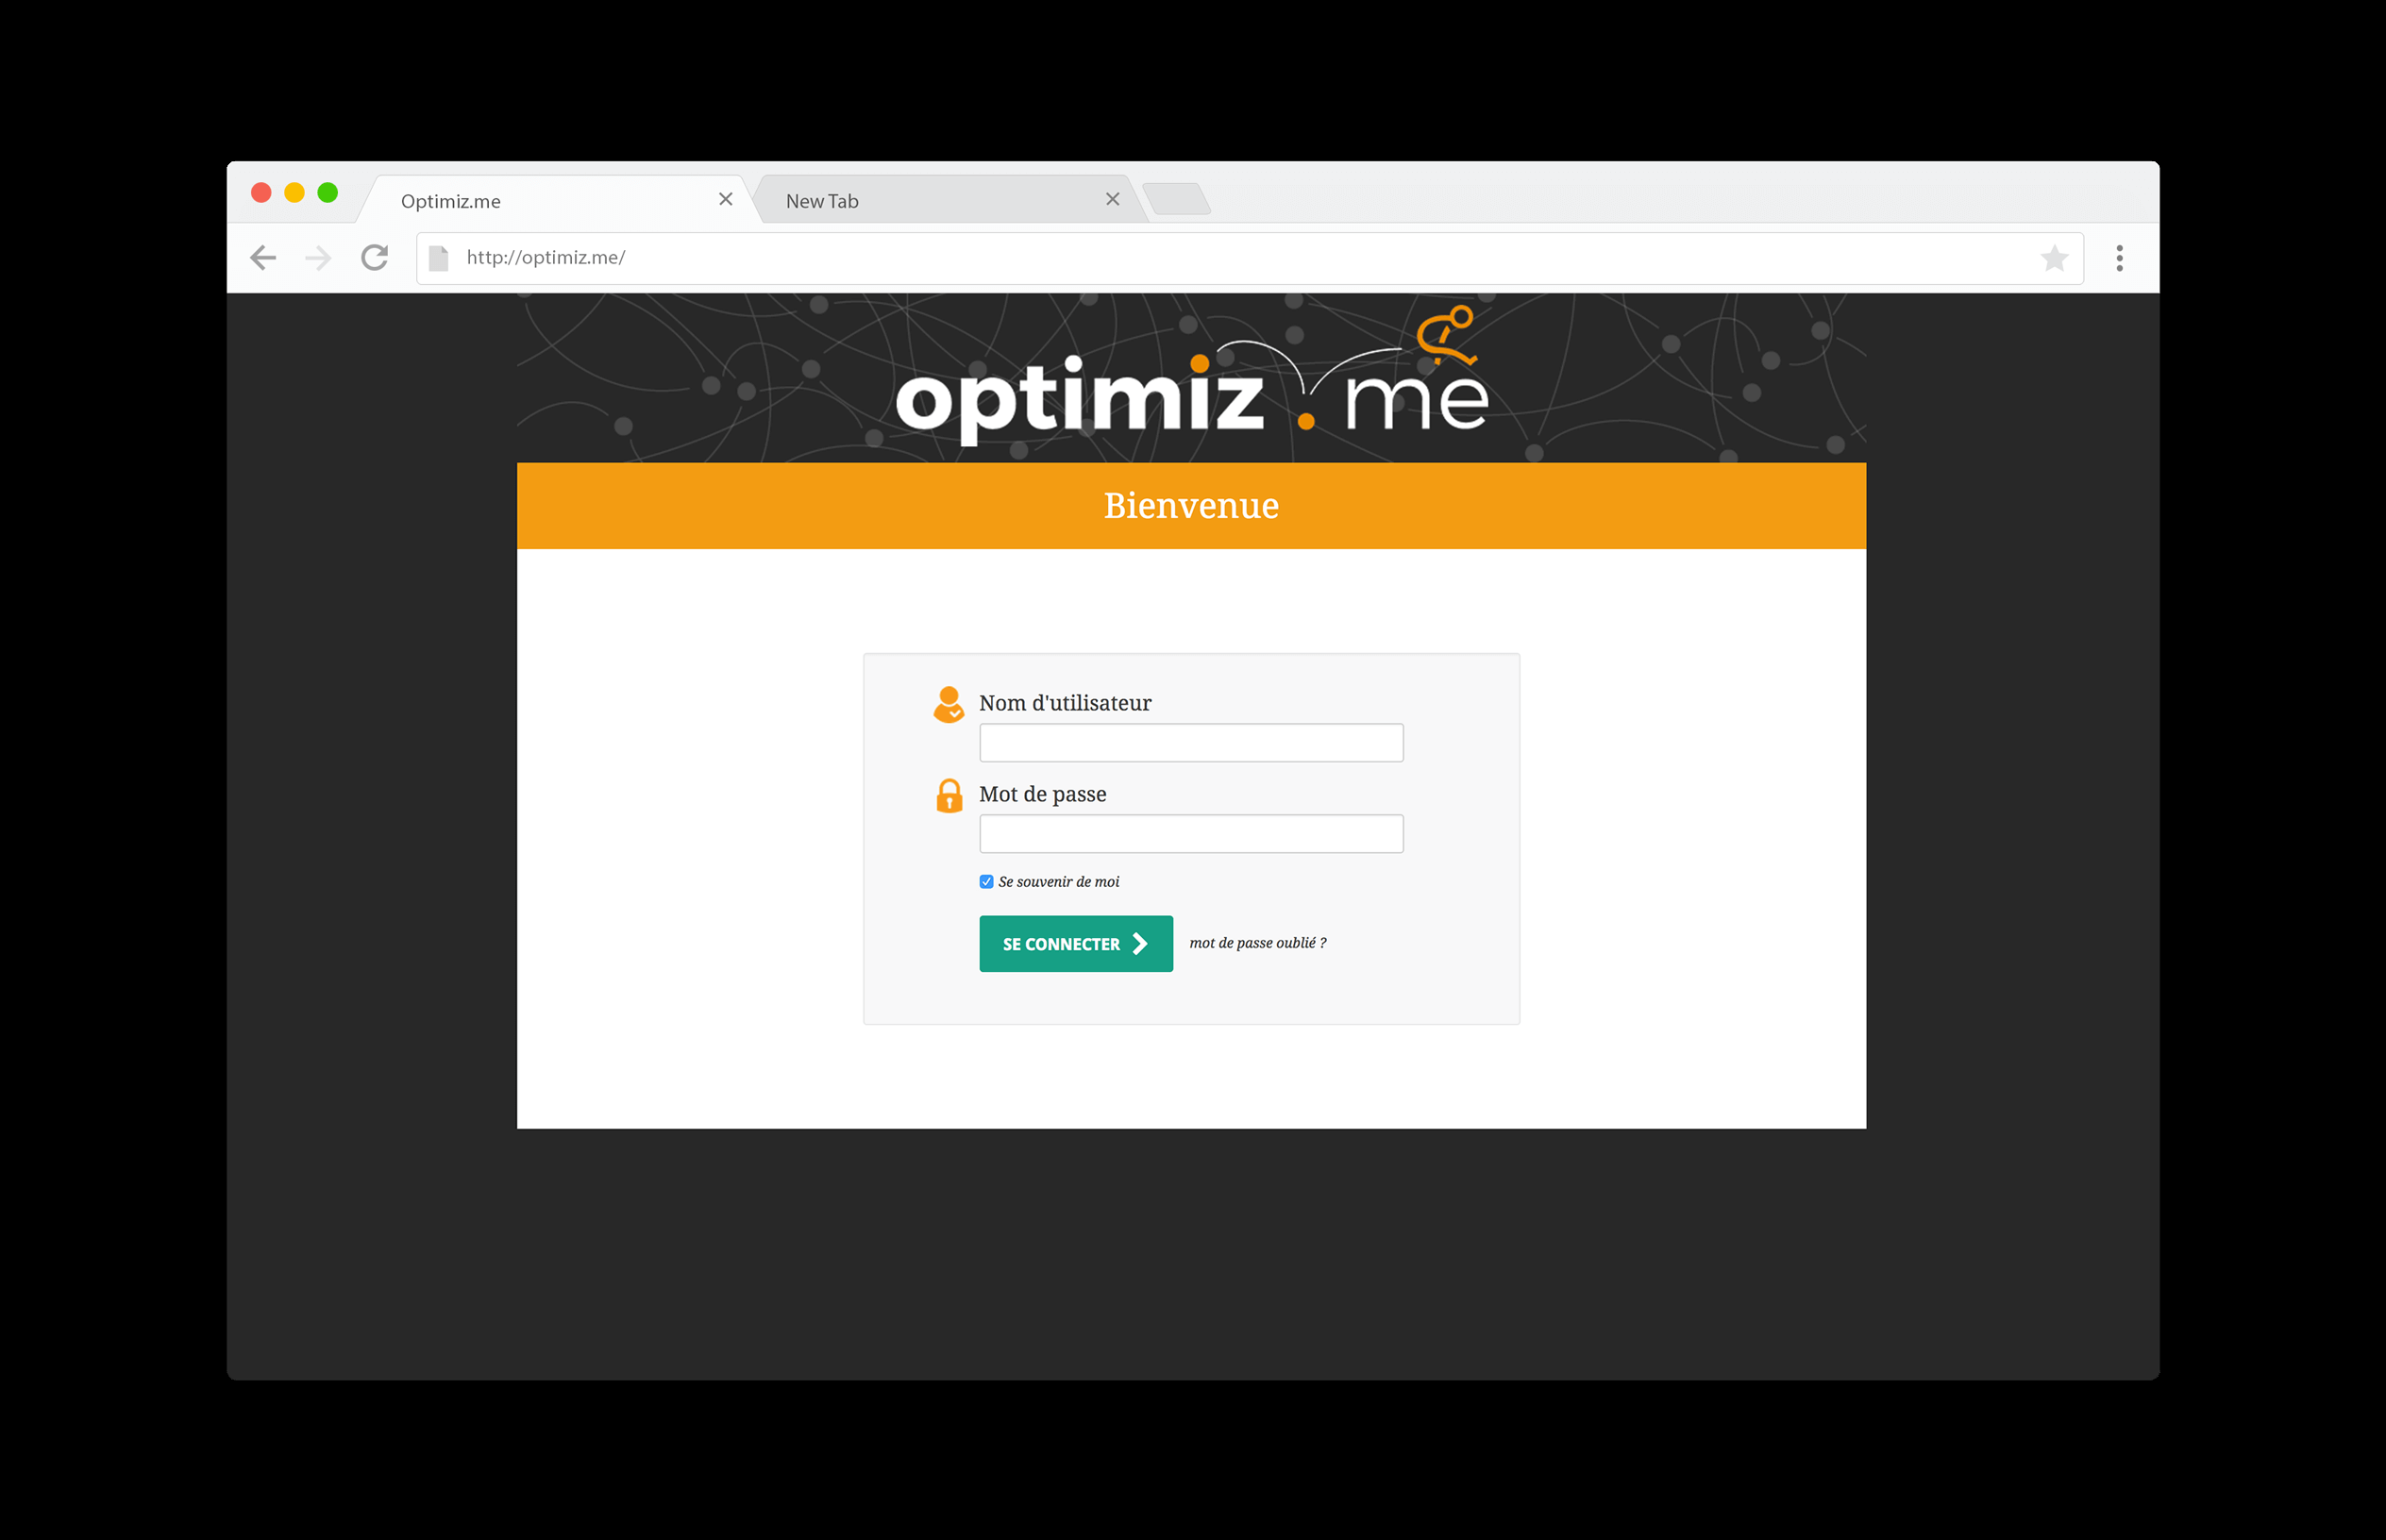 Optimiz.me
New Tab
http://optimiz.me/
optimiz.me
Bienvenue
Nom d'utilisateur
Mot de passe
Se souvenir de moi
SE CONNECTER
mot de passe oublié ?